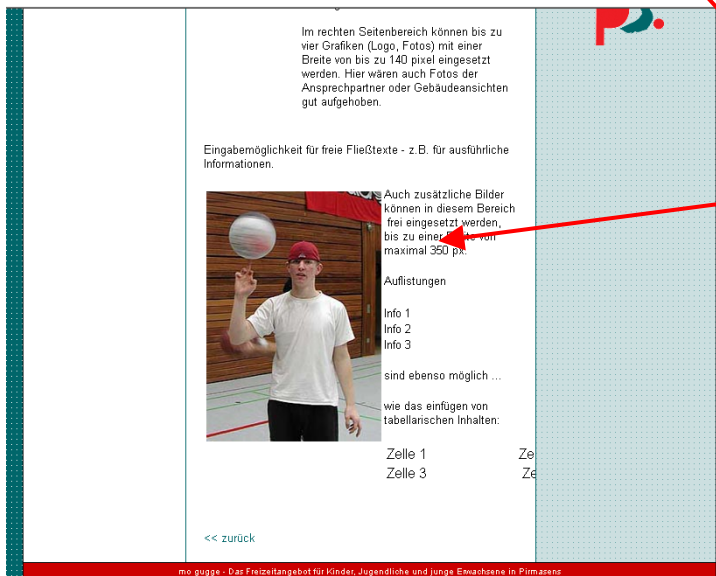 Im rechten Seitenbereich können bis zu
vier Grafiken (Logo, Fotos) mit einer
Breite von bis zu 140 pixel eingesetzt
werden. Hier wären auch Fotos der
Ansprechpartner oder Gebäudeansichten
gut aufgehoben.
Eingabemöglichkeit für freie Fließtexte - z.B. für ausführliche
Informationen.
Auch zusätzliche Bilder
können in diesem Bereich
frei eingesetzt werden,
bis zu einer Breite von
maximal 350 px.
Auflistungen
Info 1
Info 2
Info 3
sind ebenso möglich ...
wie das einfügen von
tabellarischen Inhalten:
Zelle 1 Ze
Zelle 3 Ze
<< zurück
mo gugge - Das Freizeitangebot für Kinder, Jugendliche und junge Erwachsene in Pirmasens